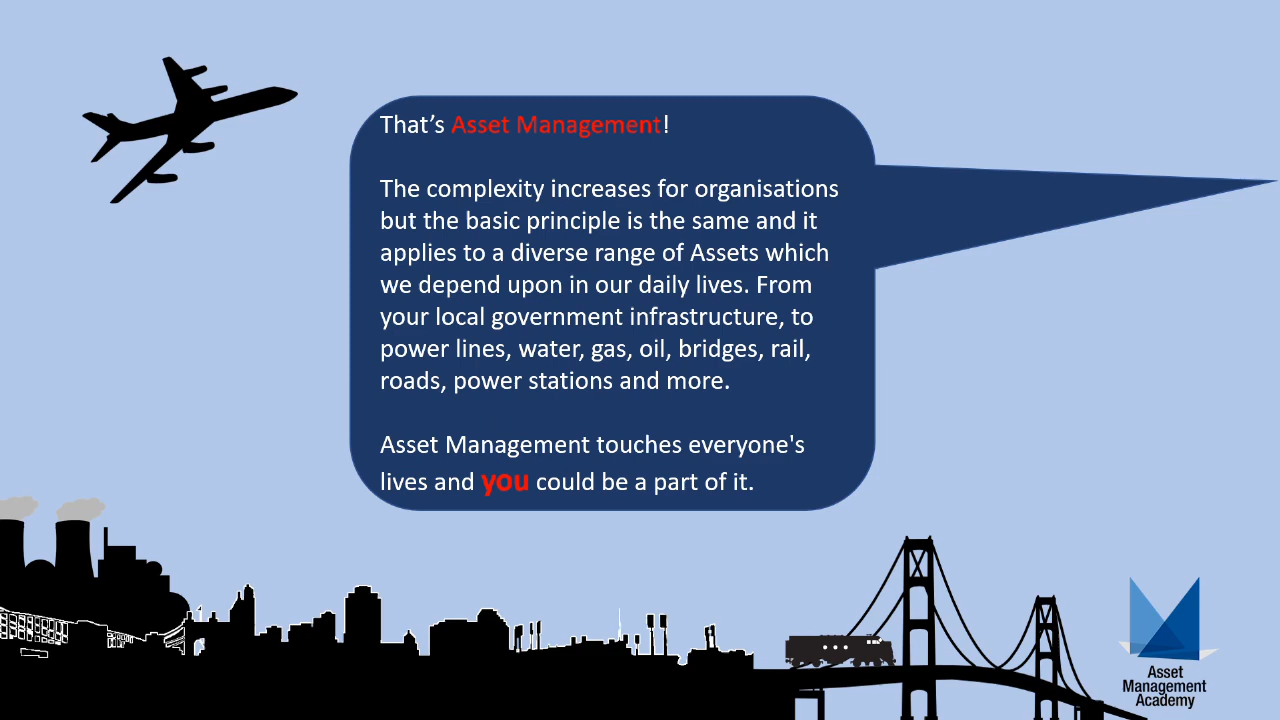 That’s Asset Management!
The complexity increases for organisations
but the basic principle is the same and it
applies to a diverse range of Assets which
we depend upon in our daily lives. From
your local government infrastructure, to
power lines, water, gas, oil, bridges, rail,
roads, power stations and more.
Asset Management touches everyone's
lives and you could be a part of it.
Asset
Management
Academy